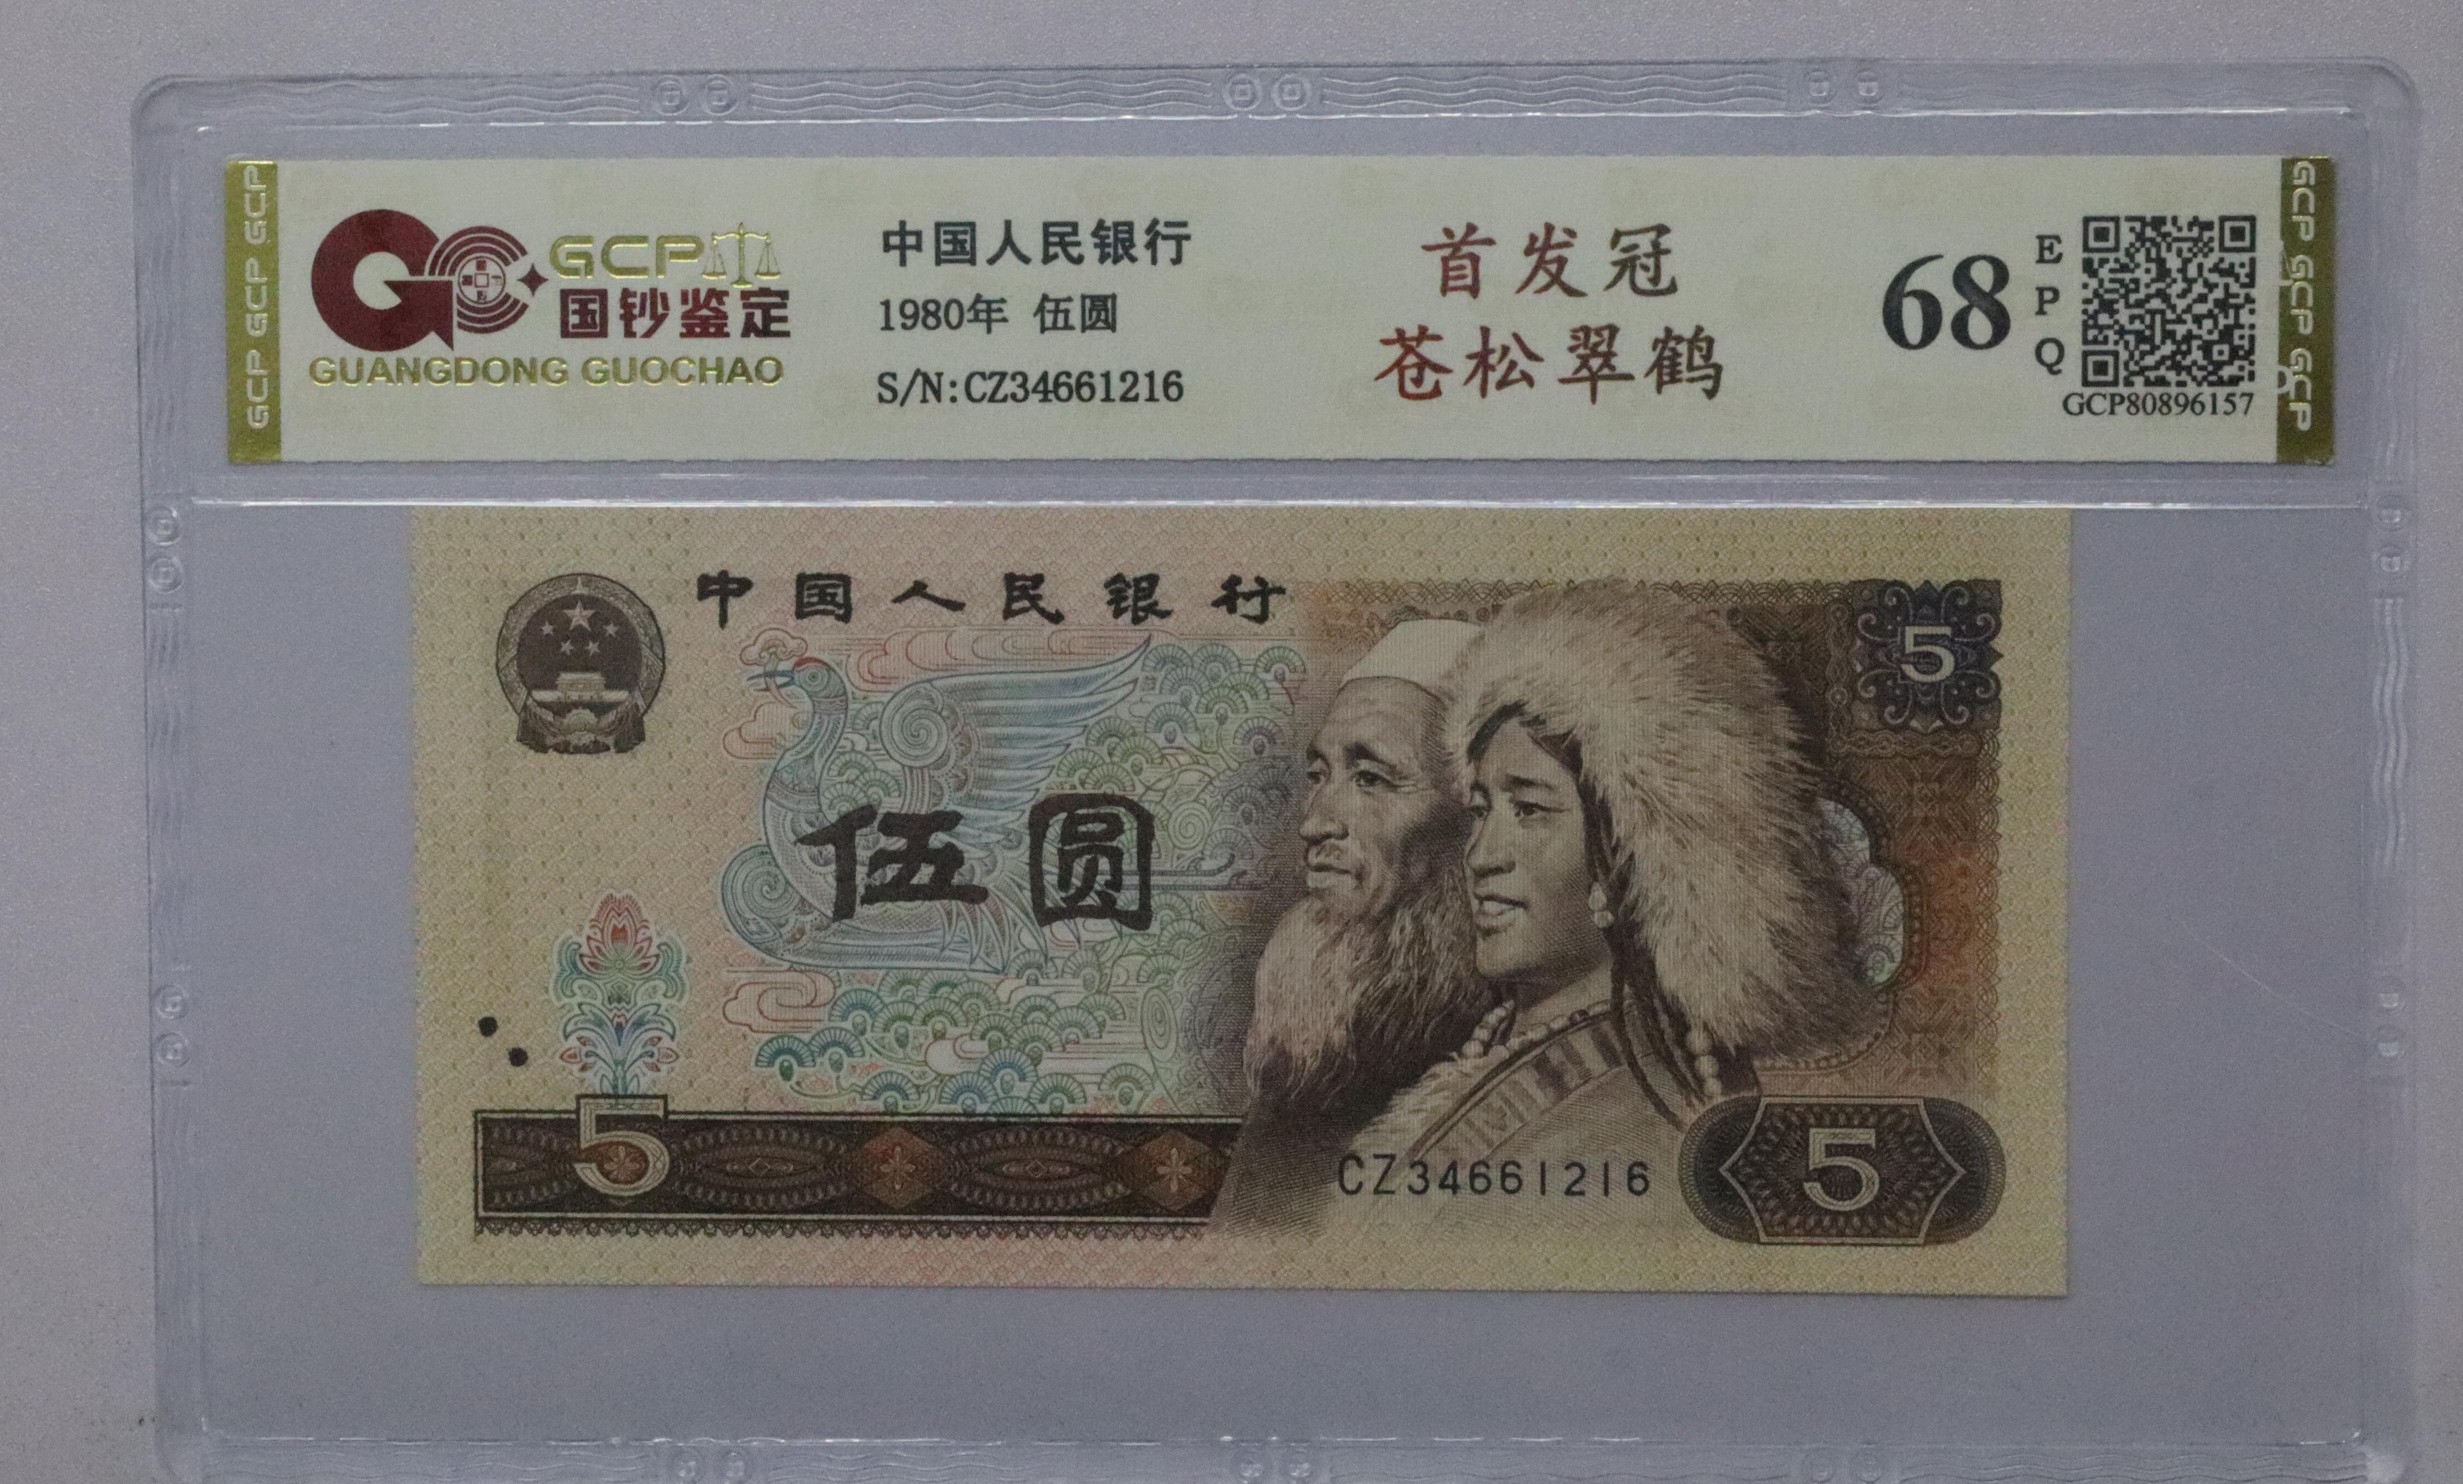 GCP GCP GCP
GCP
国钞鉴定
GUANGDONG GUOCHAO
中国人民银行
1980年 伍圆
S/N:CZ34661216
首发冠
苍松翠鹤
68
EPQ
GCP80896157
GCP GCP GCP
中国人民银行
5
伍圆
5
CZ34661216
5